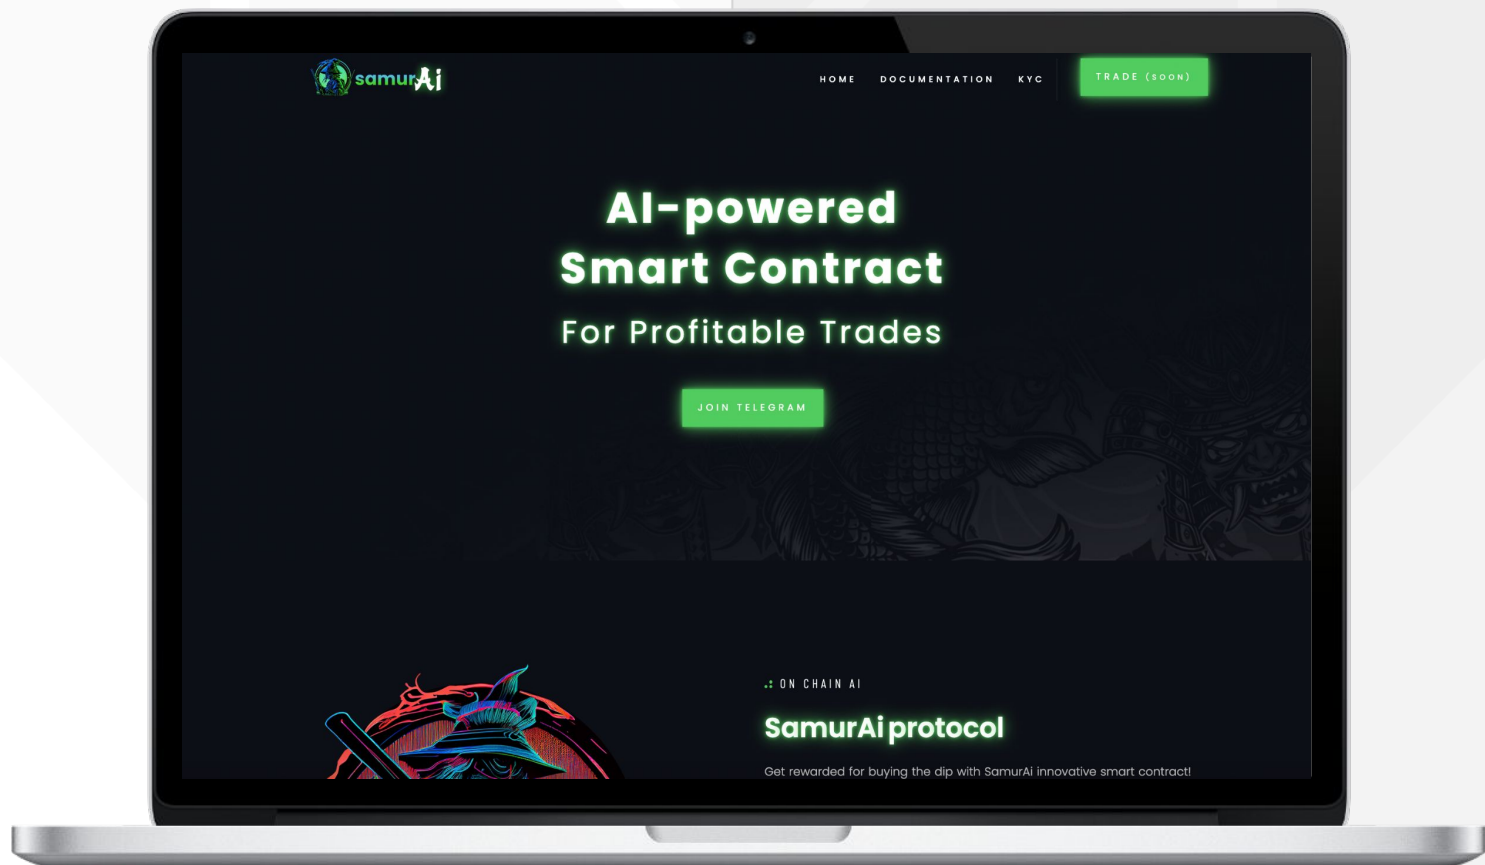 samurAi
HOME DOCUMENTATION KYC TRADE (SOON)
AI-powered
Smart Contract
For Profitable Trades
JOIN TELEGRAM
ON CHAIN AI
SamurAi protocol
Get rewarded for buying the dip with SamurAi innovative smart contract!